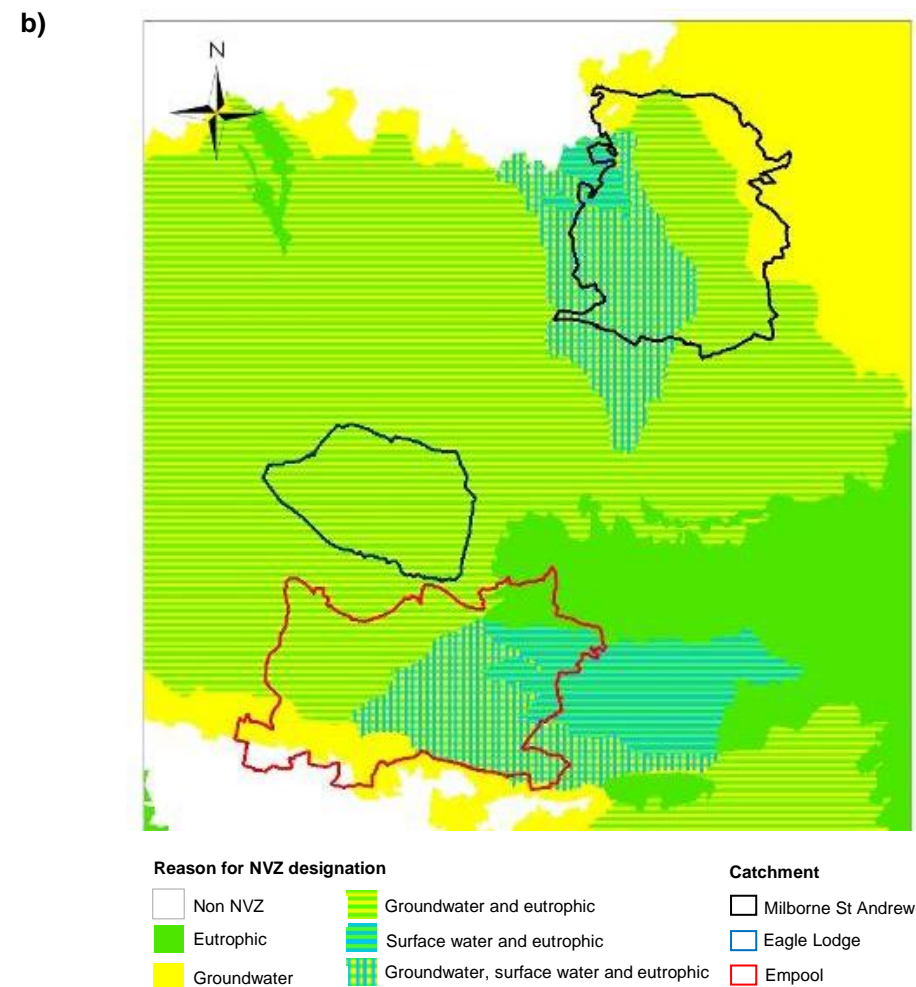 b)
N
Reason for NVZ designation
Non NVZ
Eutrophic
Groundwater
Groundwater and eutrophic
Surface water and eutrophic
Groundwater, surface water and eutrophic
Catchment
Milborne St Andrew
Eagle Lodge
Empool